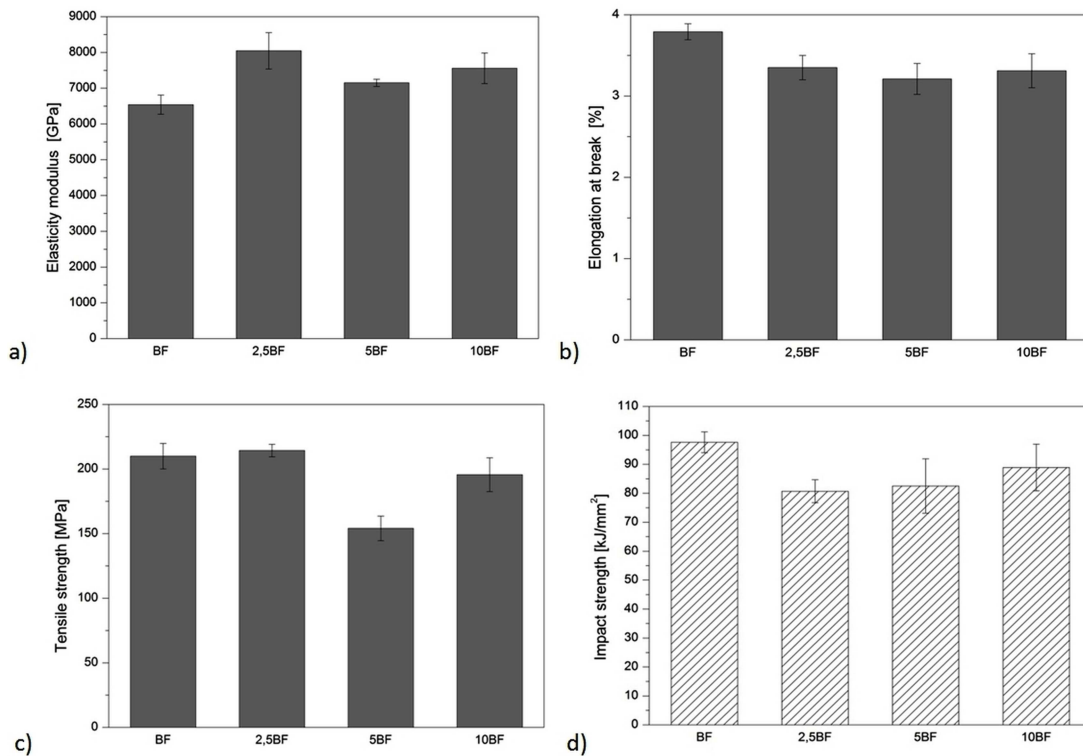 9000
8000
7000
6000
5000
4000
3000
2000
1000
0
Elasticity modulus [GPa]
BF 2,5BF 5BF 10BF
a)
4
3
2
1
0
Elongation at break [%]
BF 2,5BF 5BF 10BF
b)
250
200
150
100
50
0
Tensile strength [MPa]
BF 2,5BF 5BF 10BF
c)
110
100
90
80
70
60
50
40
30
20
10
0
Impact strength [kJ/mm²]
BF 2,5BF 5BF 10BF
d)